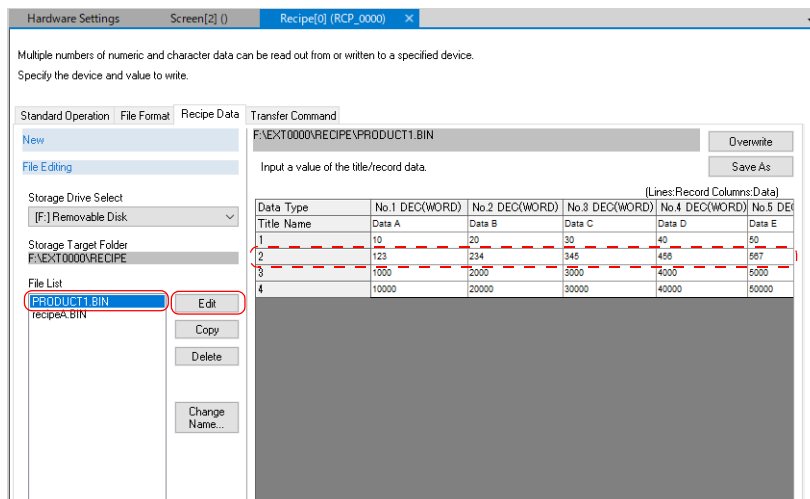 Hardware Settings Screen[2] () Recipe[0] (RCP_0000) ×
Multiple numbers of numeric and character data can be read out from or written to a specified device.
Specify the device and value to write.
Standard Operation File Format Recipe Data Transfer Command
New
File Editing
Storage Drive Select
[F:] Removable Disk
Storage Target Folder
F:\EXT0000\RECIPE
File List
PRODUCT1.BIN
recipeA.BIN
Edit
Copy
Delete
Change
Name...
F:\EXT0000\RECIPE\PRODUCT1.BIN
Overwrite
Input a value of the title/record data.
Save As
(Lines:Record Columns:Data)
Data Type No.1 DEC(WORD) No.2 DEC(WORD) No.3 DEC(WORD) No.4 DEC(WORD) No.5 DE
Title Name Data A Data B Data C Data D Data E
1 10 20 30 40 50
2 123 234 345 456 567
3 1000 2000 3000 4000 5000
4 10000 20000 30000 40000 50000